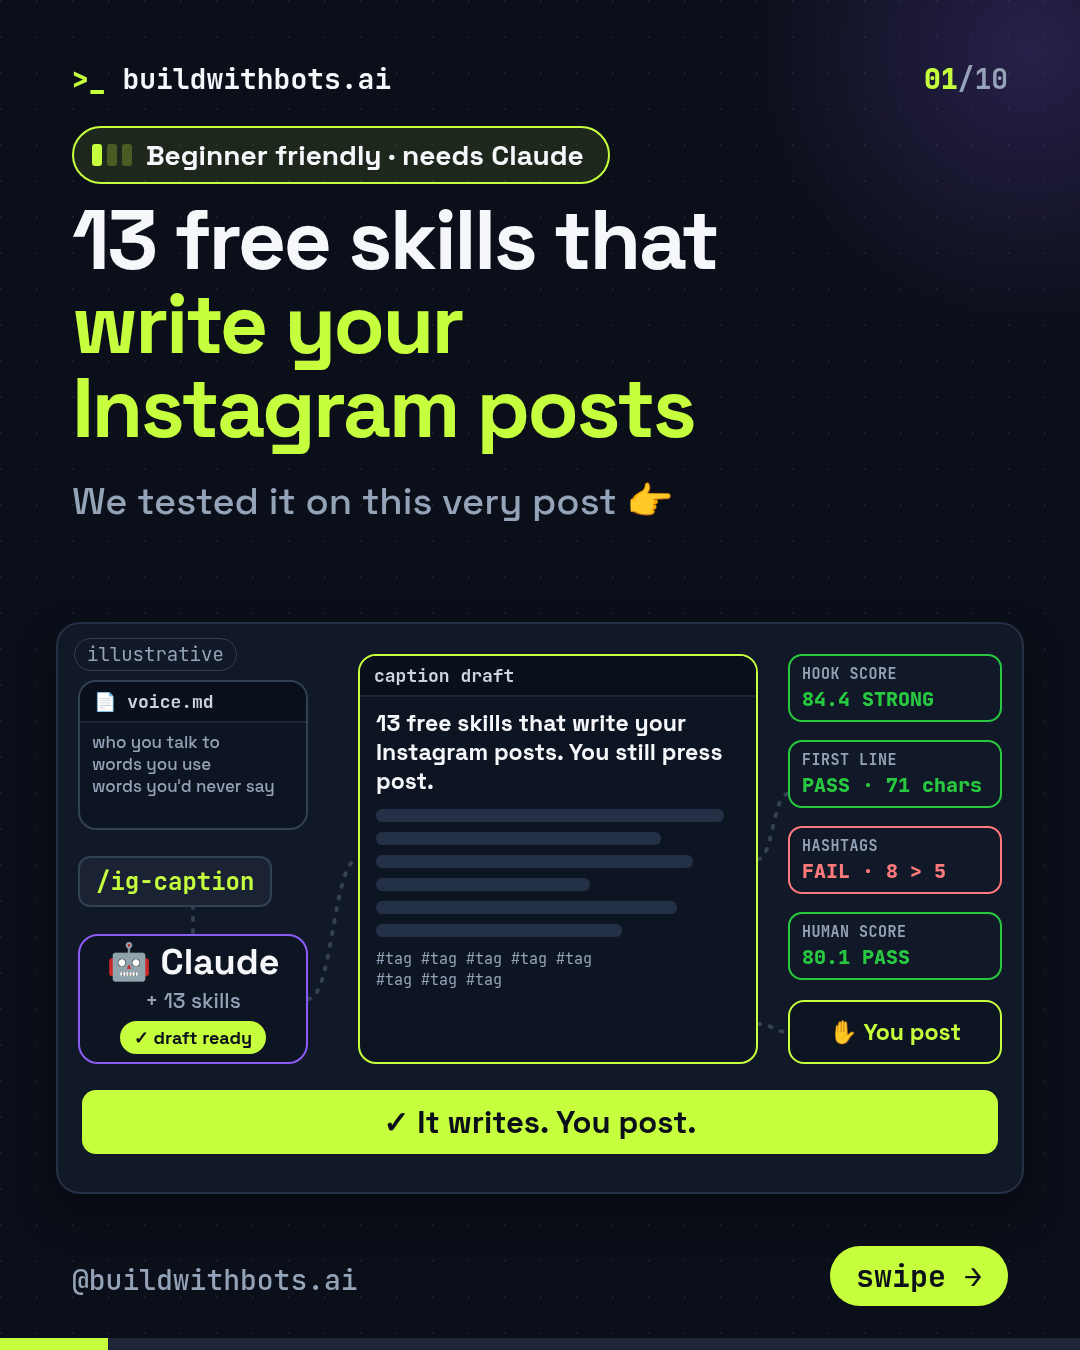 >_ buildwithbots.ai
01/10
Beginner friendly · needs Claude
13 free skills that
write your
Instagram posts
We tested it on this very post 👉
illustrative
📄 voice.md
who you talk to
words you use
words you'd never say
/ig-caption
🤖 Claude
+ 13 skills
✓ draft ready
caption draft
13 free skills that write your
Instagram posts. You still press
post.
#tag #tag #tag #tag #tag
#tag #tag #tag
HOOK SCORE
84.4 STRONG
FIRST LINE
PASS · 71 chars
HASHTAGS
FAIL · 8 > 5
HUMAN SCORE
80.1 PASS
✋ You post
✓ It writes. You post.
@buildwithbots.ai
swipe →